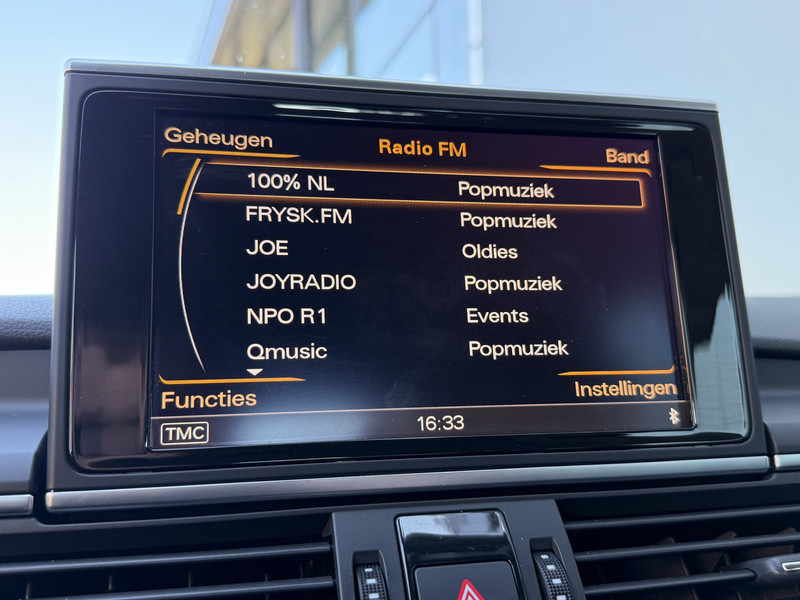 Geheugen Radio FM Band
100% NL Popmuziek
FRYSK.FM Popmuziek
JOE Oldies
JOYRADIO Popmuziek
NPO R1 Events
Qmusic Popmuziek
Functies Instellingen
TMC 16:33